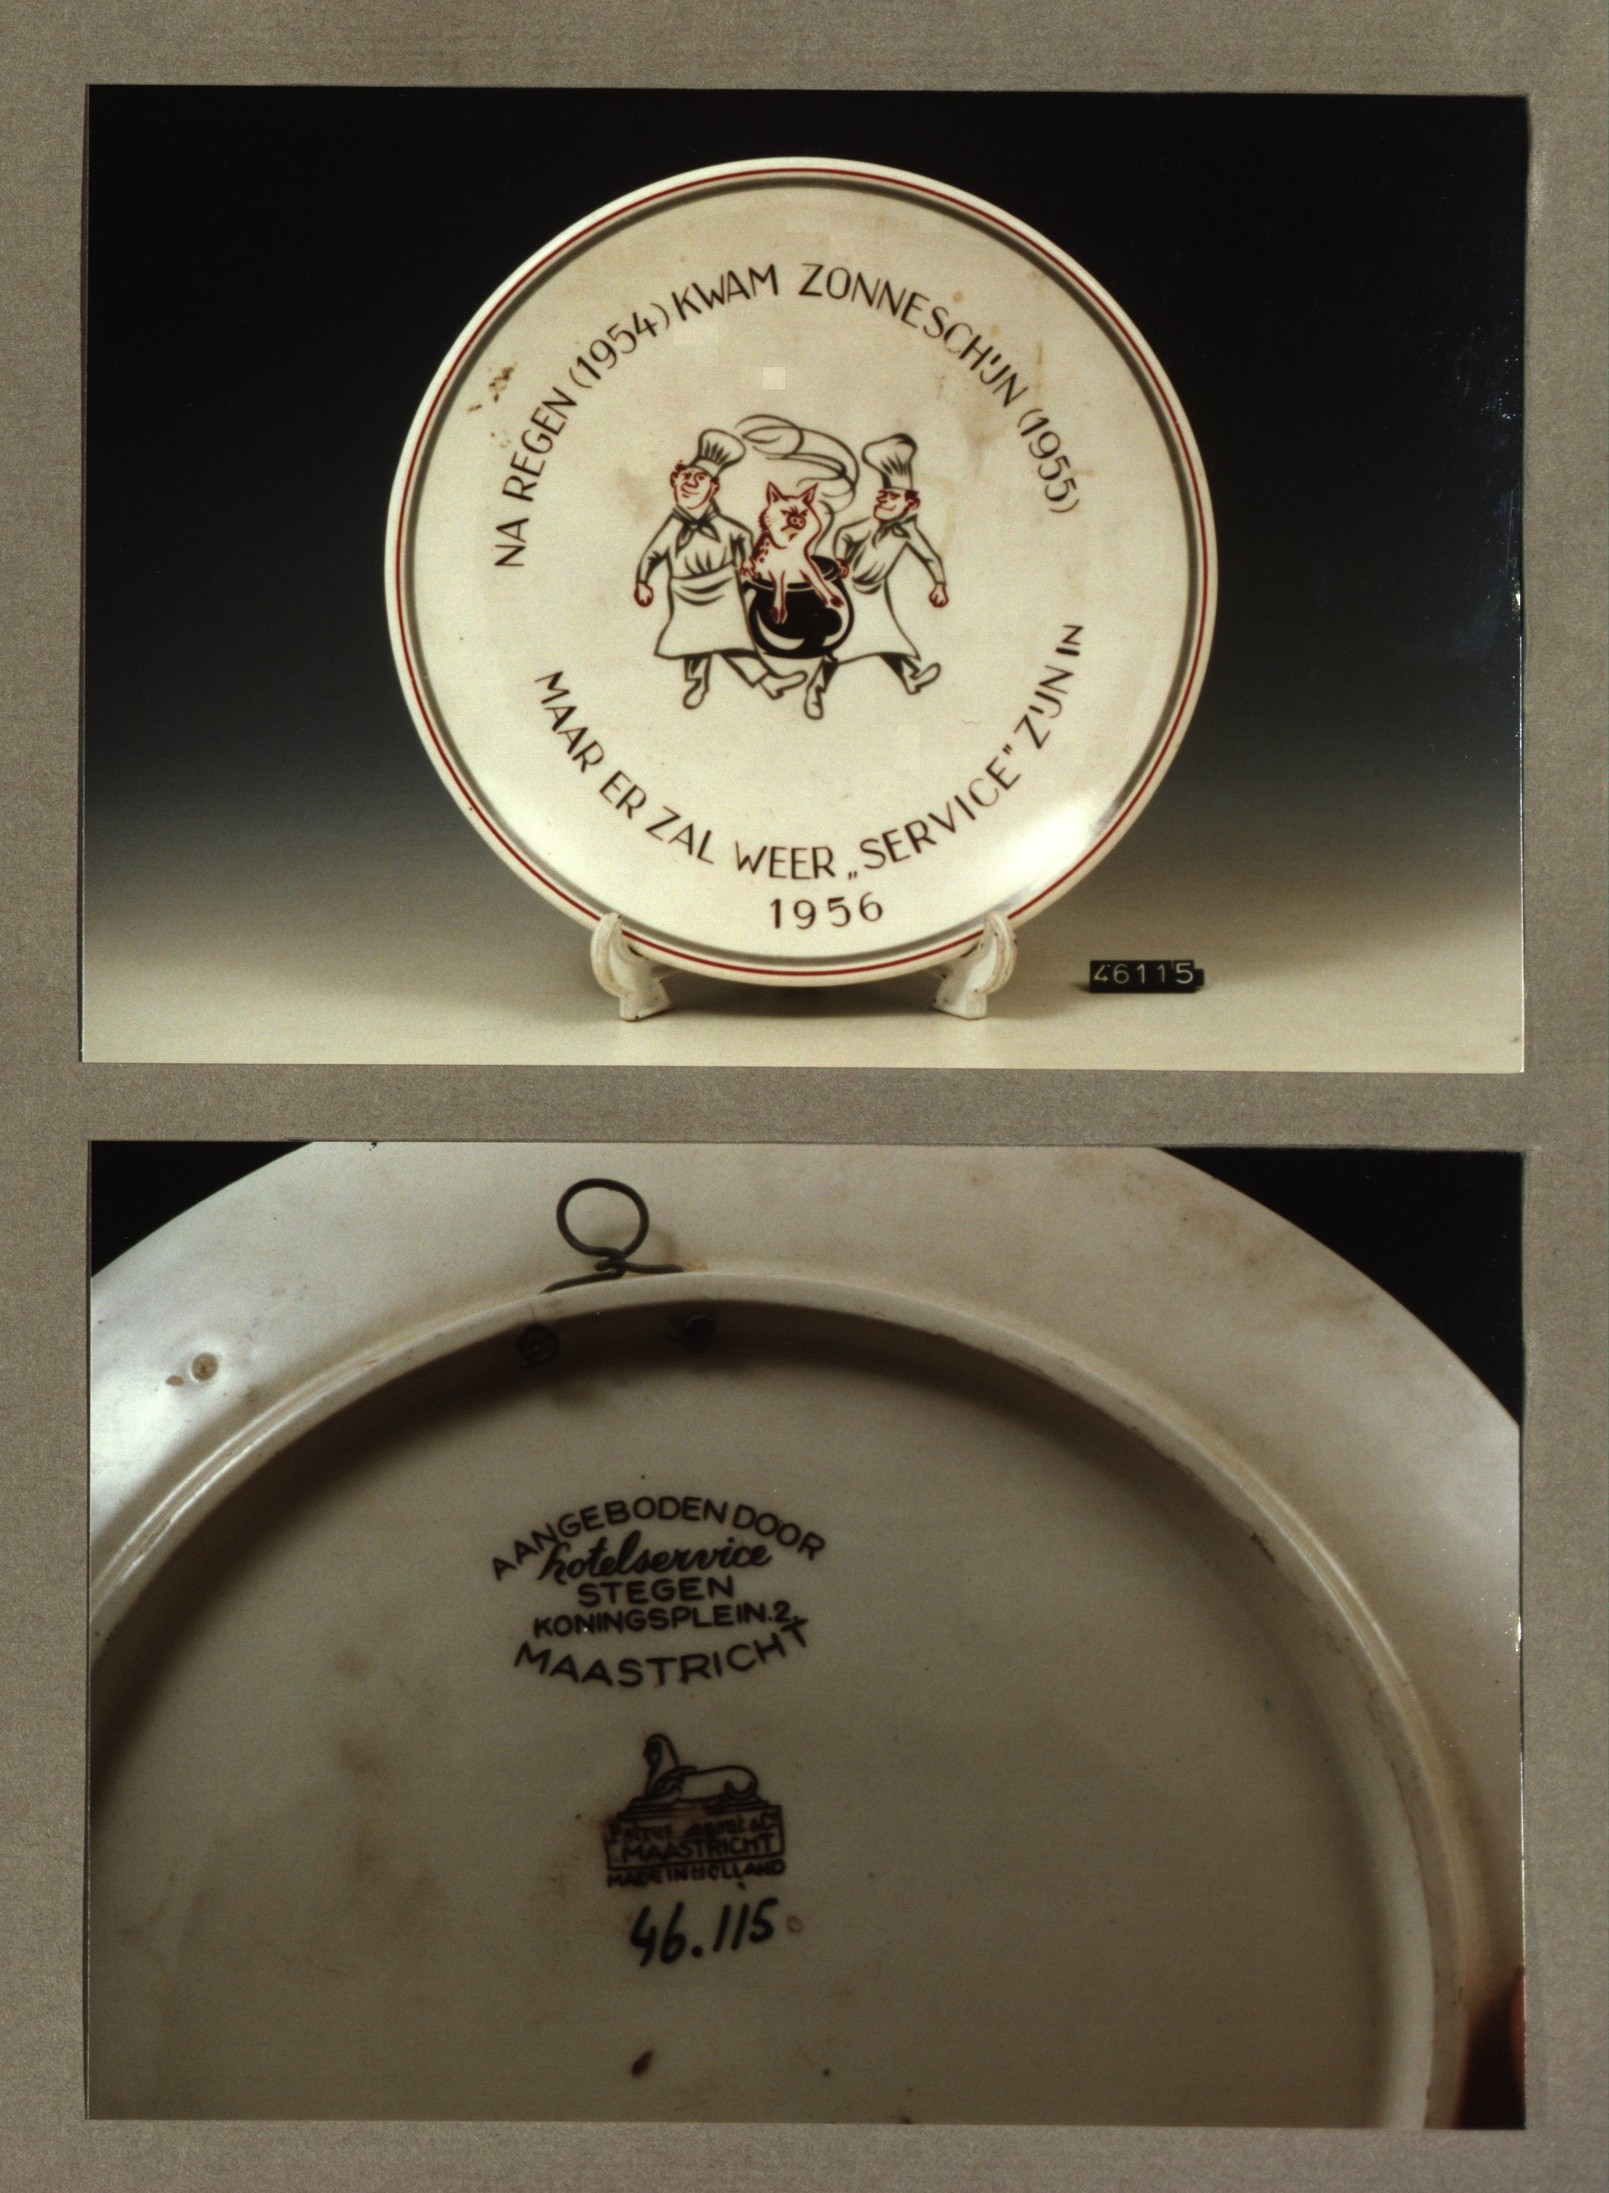 NA REGEN (1954) KWAM ZONNESCHIJN (1955)
MAAR ER ZAL WEER „SERVICE" ZIJN IN
1956
46115
AANGEBODEN DOOR
hotelservice
STEGEN
KONINGSPLEIN.2.
MAASTRICHT
Petrus
MAASTRICHT
MADE IN HOLLAND
46.115